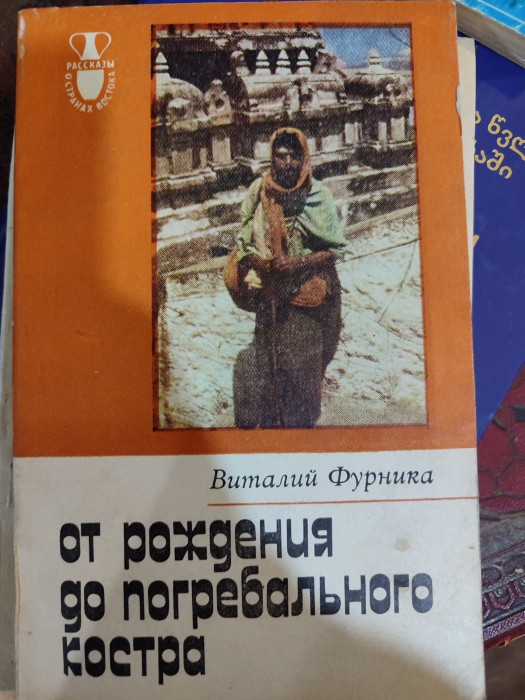 РАССКАЗЫ
О СТРАНАХ ВОСТОКА
Виталий Фурника
от рождения
до погребального
костра